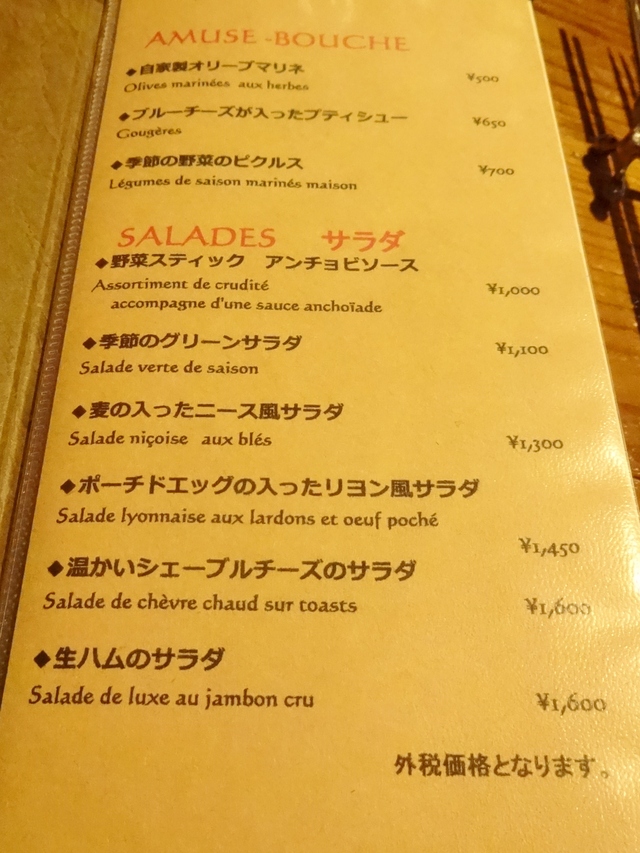 AMUSE-BOUCHE
◆自家製オリーブマリネ ¥500
Olives marinées aux herbes
◆ブルーチーズが入ったプティシュー ¥650
Gougères
◆季節の野菜のピクルス ¥700
Légumes de saison marinés maison
SALADES サラダ
◆野菜スティック アンチョビソース
Assortiment de crudité ¥1,000
accompagne d'une sauce anchoïade
◆季節のグリーンサラダ ¥1,100
Salade verte de saison
◆麦の入ったニース風サラダ
Salade niçoise aux blés ¥1,300
◆ポーチドエッグの入ったリヨン風サラダ
Salade lyonnaise aux lardons et oeuf poché
¥1,450
◆温かいシェーブルチーズのサラダ
Salade de chèvre chaud sur toasts ¥1,600
◆生ハムのサラダ
Salade de luxe au jambon cru ¥1,600
外税価格となります。